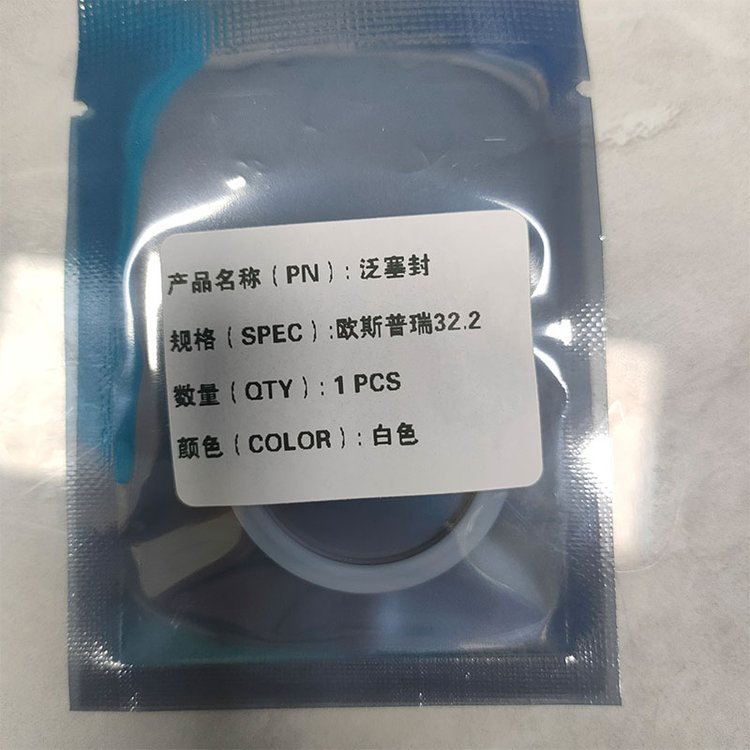 产品名称（PN）: 泛塞封
规格（SPEC）:欧斯普瑞32.2
数量（QTY）: 1 PCS
颜色（COLOR）: 白色